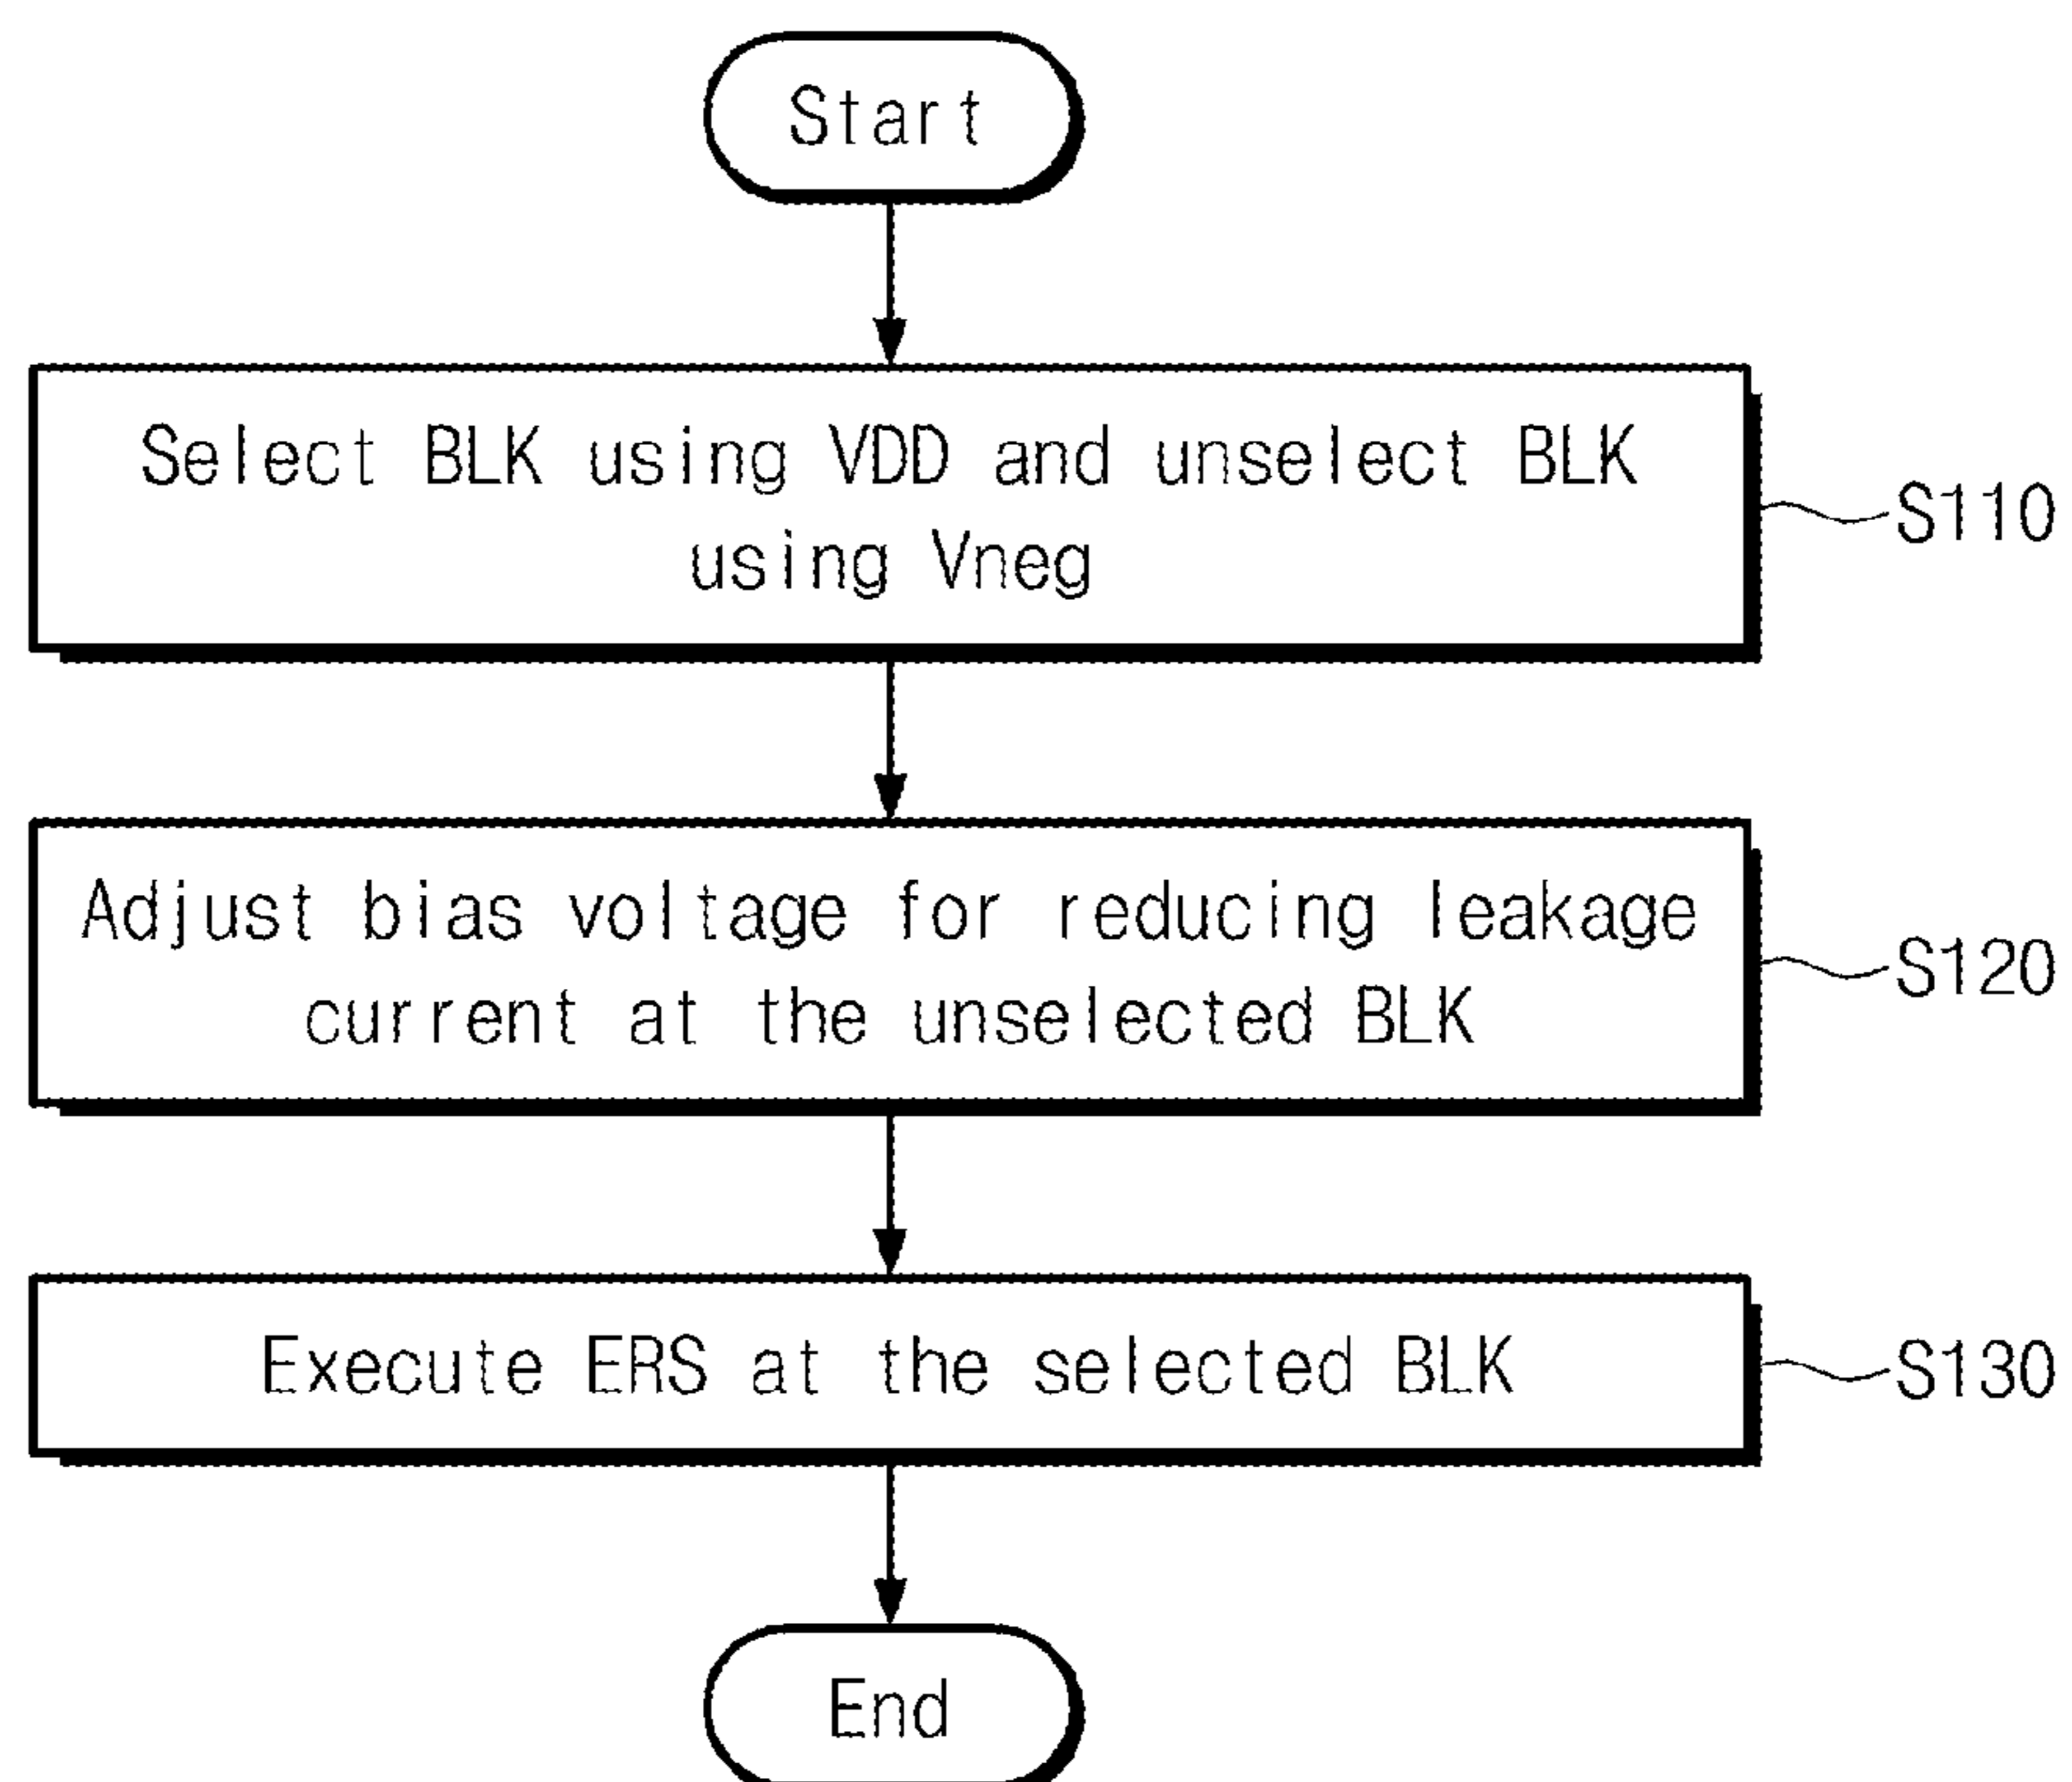 Start
Select BLK using VDD and unselect BLK
using Vneg
S110
Adjust bias voltage for reducing leakage
current at the unselected BLK
S120
Execute ERS at the selected BLK
S130
End